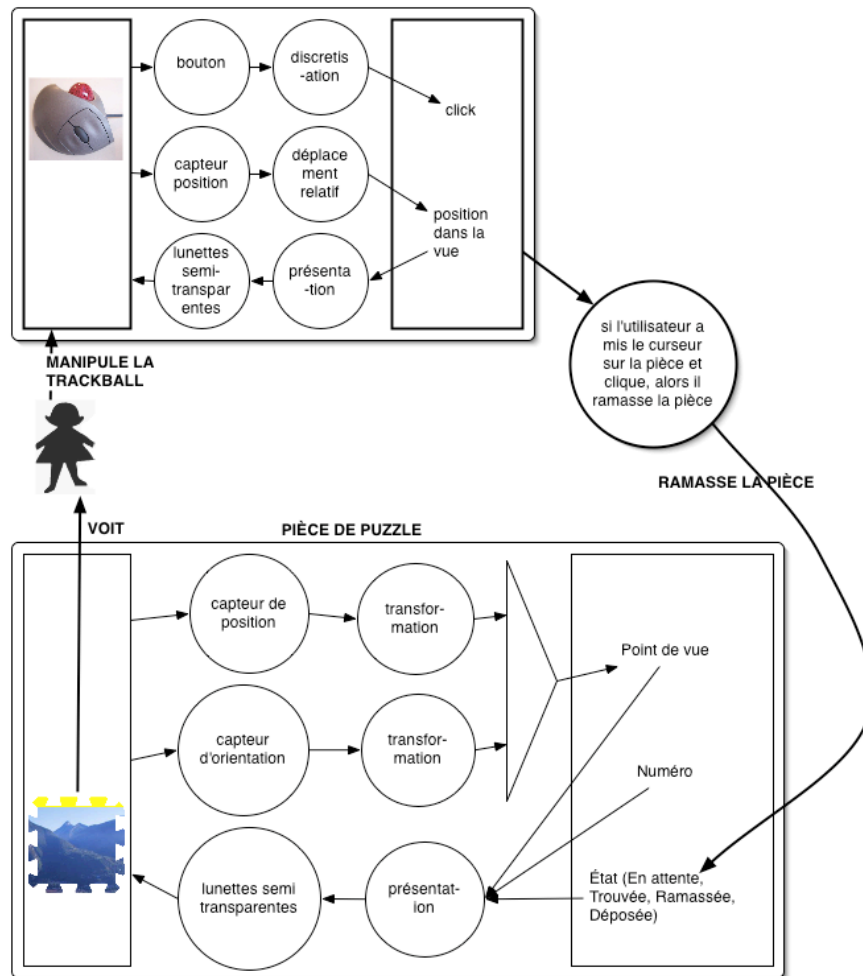 bouton
discretis
-ation
click
capteur
position
déplace
ment
relatif
position
dans la
vue
lunettes
semi-
transpar
entes
présenta
-tion
si l'utilisateur a
mis le curseur
sur la pièce et
clique, alors il
ramasse la pièce
MANIPULE LA
TRACKBALL
RAMASSE LA PIÈCE
VOIT
PIÈCE DE PUZZLE
capteur de
position
transfor-
mation
Point de vue
capteur
d'orientation
transfor-
mation
Numéro
lunettes semi
transparentes
présentat-
ion
État (En attente,
Trouvée, Ramassée,
Déposée)